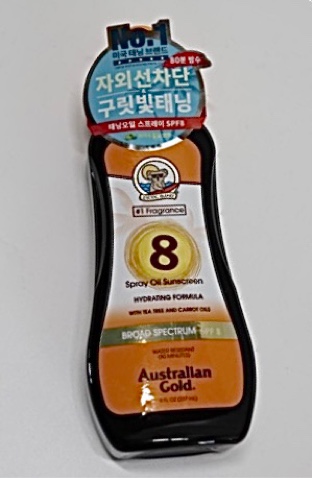 No.1
미국 태닝 브랜드
80분 방수
자외선차단
구릿빛태닝
태닝오일 스프레이 SPF8
#1 Fragrance
8
Spray Oil Sunscreen
HYDRATING FORMULA
WITH TEA TREE AND CARROT OILS
BROAD SPECTRUM SPF 8
WATER RESISTANT
(80 MINUTES)
Australian
Gold.